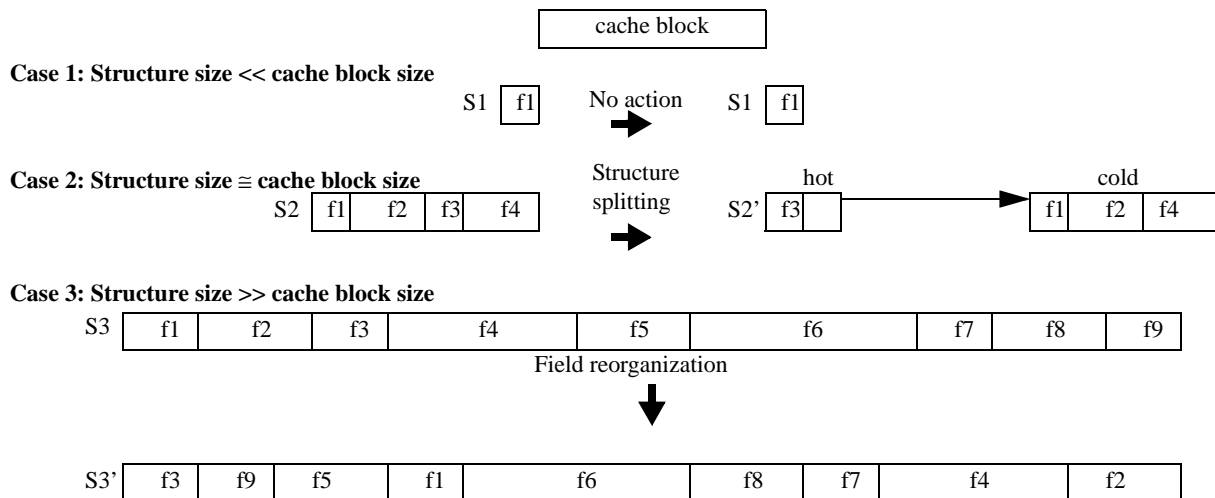 cache block
Case 1: Structure size << cache block size
S1 f1 No action S1 f1
Case 2: Structure size ≅ cache block size
Structure
splitting
hot cold
S2 f1 f2 f3 f4 S2’ f3 f1 f2 f4
Case 3: Structure size >> cache block size
S3 f1 f2 f3 f4 f5 f6 f7 f8 f9
Field reorganization
S3’ f3 f9 f5 f1 f6 f8 f7 f4 f2